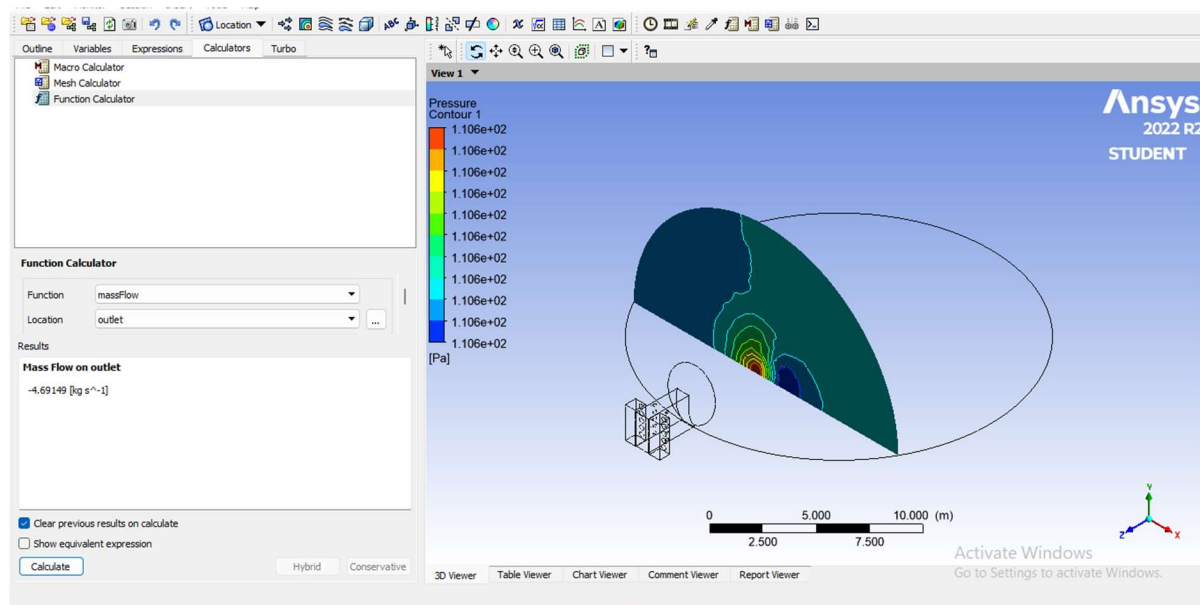 Location
Outline Variables Expressions Calculators Turbo
Macro Calculator
Mesh Calculator
Function Calculator
Function Calculator
Function massFlow
Location outlet ...
Results
Mass Flow on outlet
-4.69149 [kg s^-1]
Clear previous results on calculate
Show equivalent expression
Calculate Hybrid Conservative
View 1
Pressure
Contour 1
1.106e+02
1.106e+02
1.106e+02
1.106e+02
1.106e+02
1.106e+02
1.106e+02
1.106e+02
1.106e+02
1.106e+02
1.106e+02
[Pa]
Ansys
2022 R2
STUDENT
0 5.000 10.000 (m)
2.500 7.500
Y
Z X
Activate Windows
Go to Settings to activate Windows.
3D Viewer Table Viewer Chart Viewer Comment Viewer Report Viewer